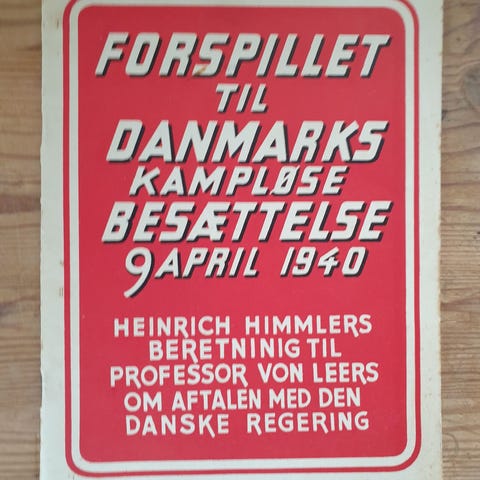 FORSPILLET
TIL
DANMARKS
KAMPLØSE
BESÆTTELSE
9 APRIL 1940
HEINRICH HIMMLERS
BERETNINIG TIL
PROFESSOR VON LEERS
OM AFTALEN MED DEN
DANSKE REGERING